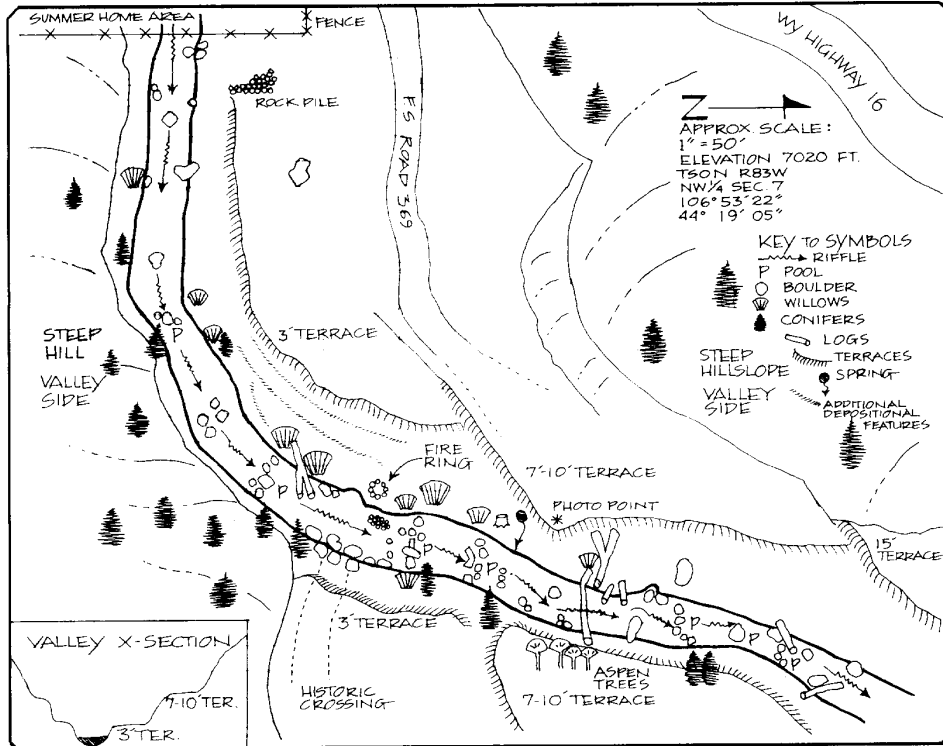 SUMMER HOME AREA
FENCE
ROCK PILE
FS ROAD 369
WY HIGHWAY 16
N
APPROX. SCALE:
1" = 50'
ELEVATION 7020 FT.
T50N R83W
NW 1/4 SEC. 7
106° 53' 22"
44° 19' 05"
KEY TO SYMBOLS
RIFFLE
P POOL
BOULDER
WILLOWS
CONIFERS
LOGS
TERRACES
SPRING
ADDITIONAL
DEPOSITIONAL
FEATURES
STEEP
HILLSLOPE
VALLEY
SIDE
3' TERRACE
P
STEEP
HILL
VALLEY
SIDE
FIRE
RING
7'-10' TERRACE
PHOTO POINT
15'
TERRACE
P
P
P
P
P
P
3' TERRACE
ASPEN
TREES
7-10' TERRACE
HISTORIC
CROSSING
VALLEY X-SECTION
7-10' TER.
3' TER.